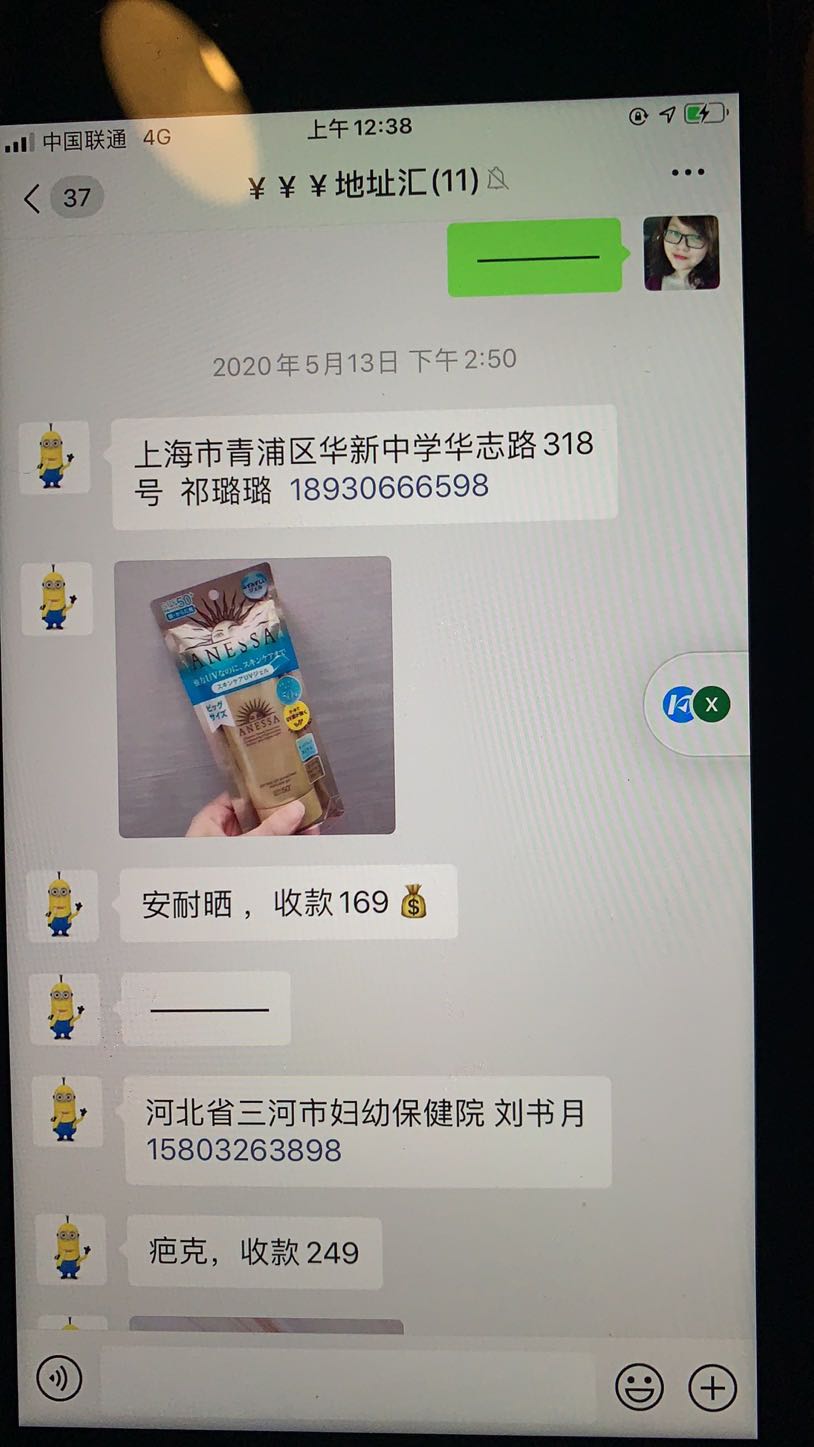 中国联通 4G
上午12:38
37
¥ ¥ ¥地址汇(11)
2020年5月13日 下午2:50
上海市青浦区华新中学华志路318
号 祁璐璐 18930666598
ANESSA
スキンケアUVジェル
ビッグ
サイズ
ANESSA
安耐晒，收款169
河北省三河市妇幼保健院 刘书月
15803263898
疤克，收款249